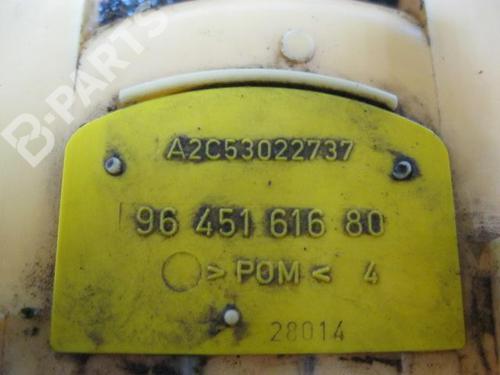 B-PARTS
A2C53022737
96 451 616 80
> POM < 4
28014